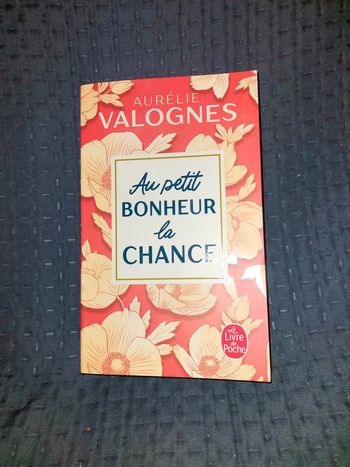 AURÉLIE
VALOGNES
Au petit
BONHEUR
la
CHANCE
Le
Livre
de
Poche